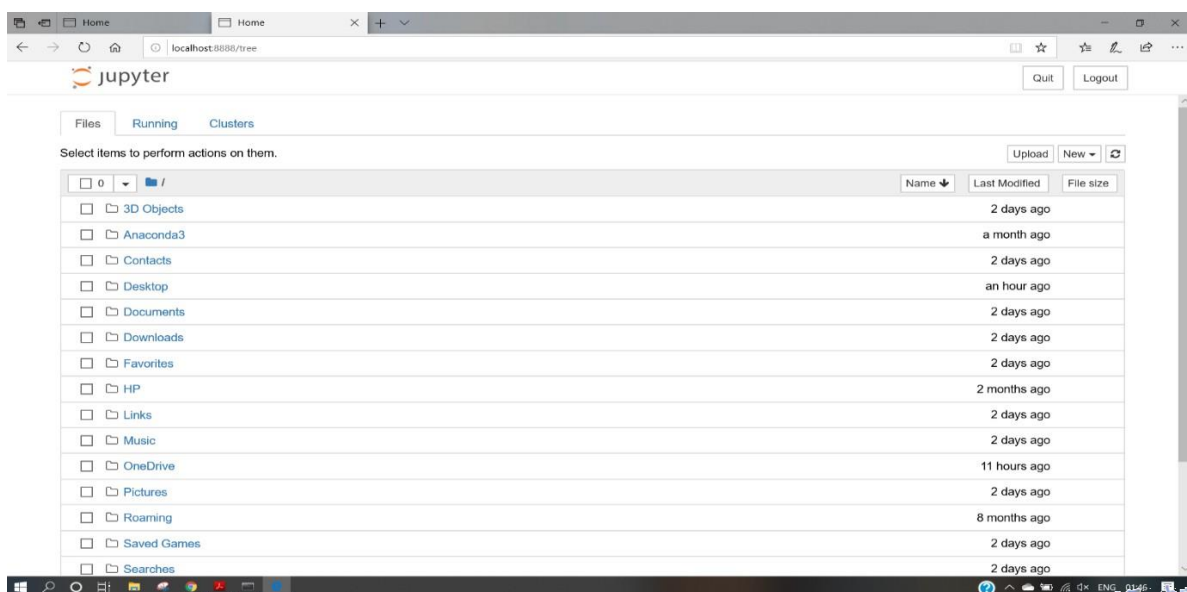 Home Home
localhost:8888/tree
jupyter Quit Logout
Files Running Clusters
Select items to perform actions on them. Upload New
0 / Name Last Modified File size
3D Objects 2 days ago
Anaconda3 a month ago
Contacts 2 days ago
Desktop an hour ago
Documents 2 days ago
Downloads 2 days ago
Favorites 2 days ago
HP 2 months ago
Links 2 days ago
Music 2 days ago
OneDrive 11 hours ago
Pictures 2 days ago
Roaming 8 months ago
Saved Games 2 days ago
Searches 2 days ago
ENG 01:46